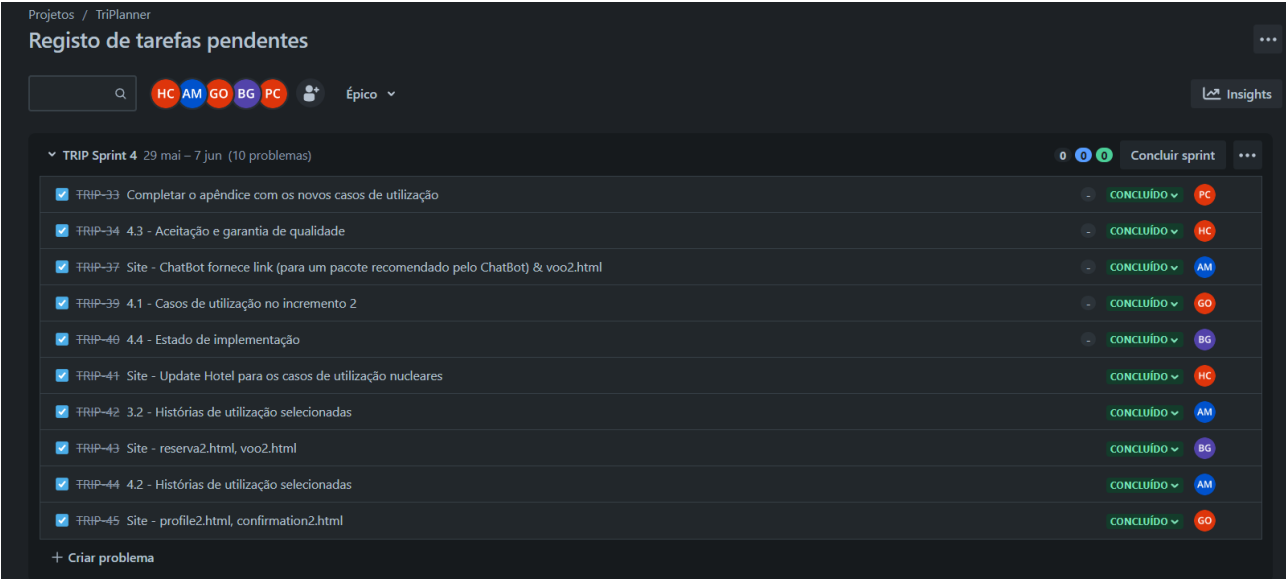 Projetos / TriPlanner
Registo de tarefas pendentes
HC AM GO BG PC Épico Insights
TRIP Sprint 4 29 mai – 7 jun (10 problemas) 0 0 0 Concluir sprint
TRIP-33 Completar o apêndice com os novos casos de utilização - CONCLUÍDO PC
TRIP-34 4.3 - Aceitação e garantia de qualidade - CONCLUÍDO HC
TRIP-37 Site - ChatBot fornece link (para um pacote recomendado pelo ChatBot) & voo2.html - CONCLUÍDO AM
TRIP-39 4.1 - Casos de utilização no incremento 2 - CONCLUÍDO GO
TRIP-40 4.4 - Estado de implementação - CONCLUÍDO BG
TRIP-41 Site - Update Hotel para os casos de utilização nucleares CONCLUÍDO HC
TRIP-42 3.2 - Histórias de utilização selecionadas CONCLUÍDO AM
TRIP-43 Site - reserva2.html, voo2.html CONCLUÍDO BG
TRIP-44 4.2 - Histórias de utilização selecionadas CONCLUÍDO AM
TRIP-45 Site - profile2.html, confirmation2.html CONCLUÍDO GO
+ Criar problema